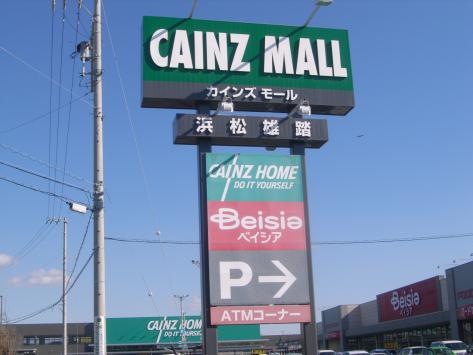 CAINZ MALL
カインズ モール
浜松雄踏
CAINZ HOME
DO IT YOURSELF
Beisia
ベイシア
P→
ATMコーナー
CAINZ HOME
DO IT YOURSELF
Beisia